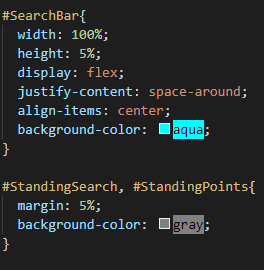 #SearchBar{
width: 100%;
height: 5%;
display: flex;
justify-content: space-around;
align-items: center;
background-color: aqua;
}
#StandingSearch, #StandingPoints{
margin: 5%;
background-color: gray;
}